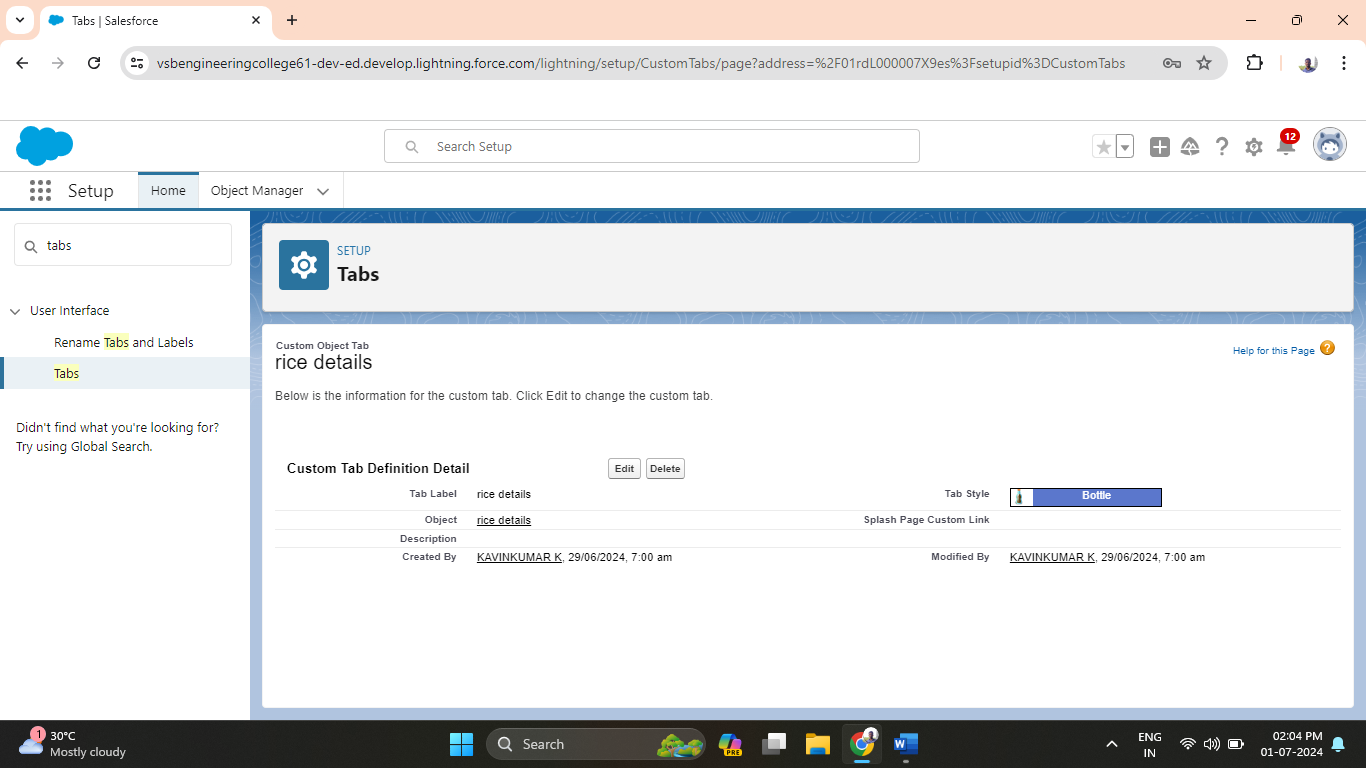 Tabs | Salesforce
vsbengineeringcollege61-dev-ed.develop.lightning.force.com/lightning/setup/CustomTabs/page?address=%2F01rdL000007X9es%3Fsetupid%3DCustomTabs
Search Setup
12
Setup
Home
Object Manager
tabs
User Interface
Rename Tabs and Labels
Tabs
Didn't find what you're looking for?
Try using Global Search.
SETUP
Tabs
Custom Object Tab
rice details
Help for this Page ?
Below is the information for the custom tab. Click Edit to change the custom tab.
Custom Tab Definition Detail
Edit
Delete
Tab Label rice details
Tab Style Bottle
Object rice details
Splash Page Custom Link
Description
Created By KAVINKUMAR K, 29/06/2024, 7:00 am
Modified By KAVINKUMAR K, 29/06/2024, 7:00 am
1
30°C
Mostly cloudy
Search
PRE
ENG
IN
02:04 PM
01-07-2024